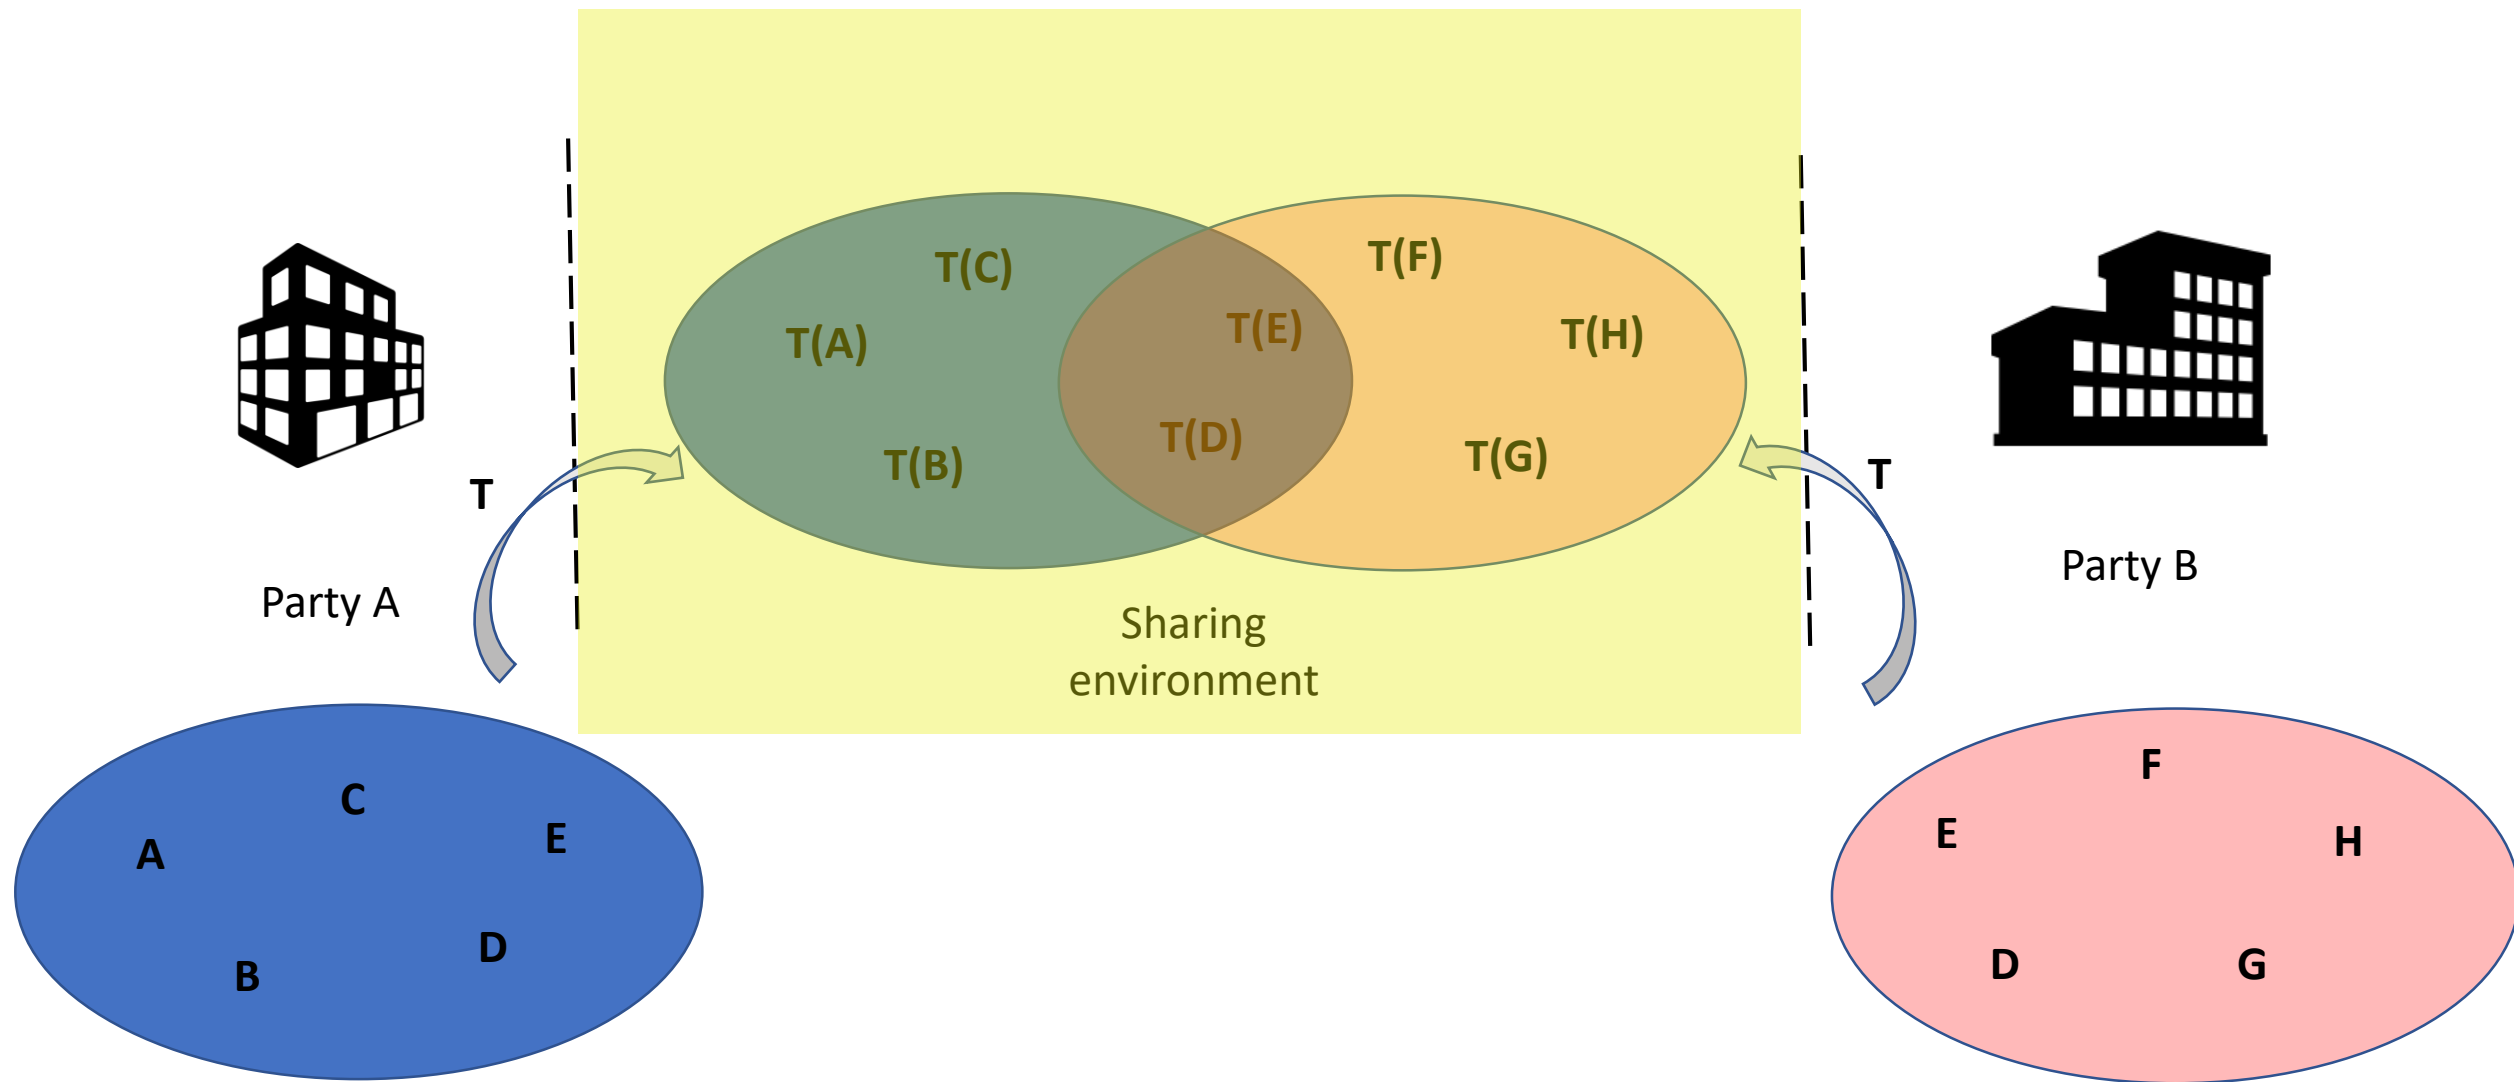 T(C)
T(F)
T(A)
T(E)
T(H)
T(B)
T(D)
T(G)
T
T
Party A
Party B
Sharing
environment
C
A
E
B
D
F
E
H
D
G